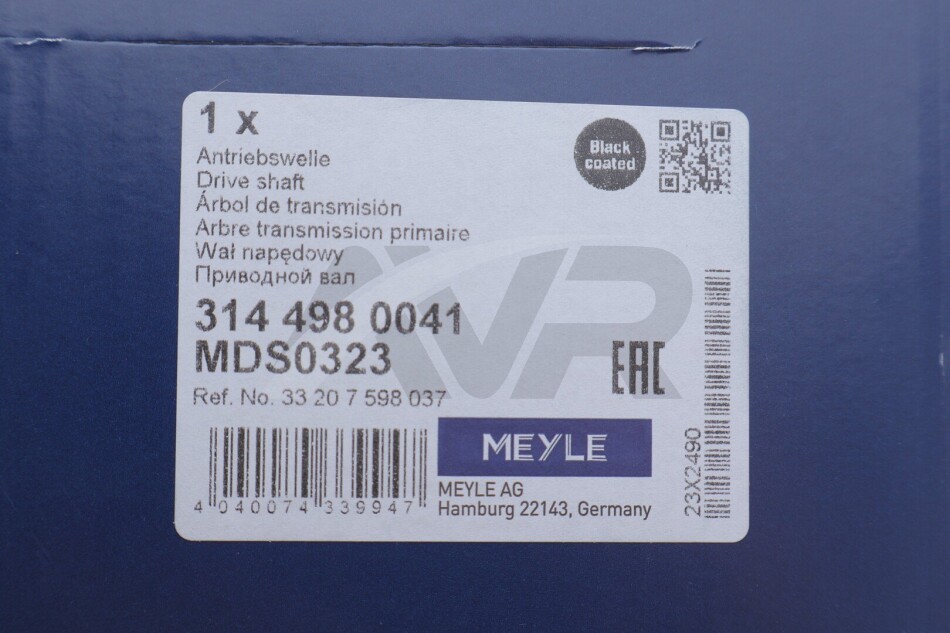 1 x
Black
coated
Antriebswelle
Drive shaft
Árbol de transmisión
Arbre transmission primaire
Wał napędowy
Приводной вал
AVR
314 498 0041
MDS0323
EAC
Ref. No. 33 20 7 598 037
MEYLE
MEYLE AG
Hamburg 22143, Germany
4 040074 339947
23X2490